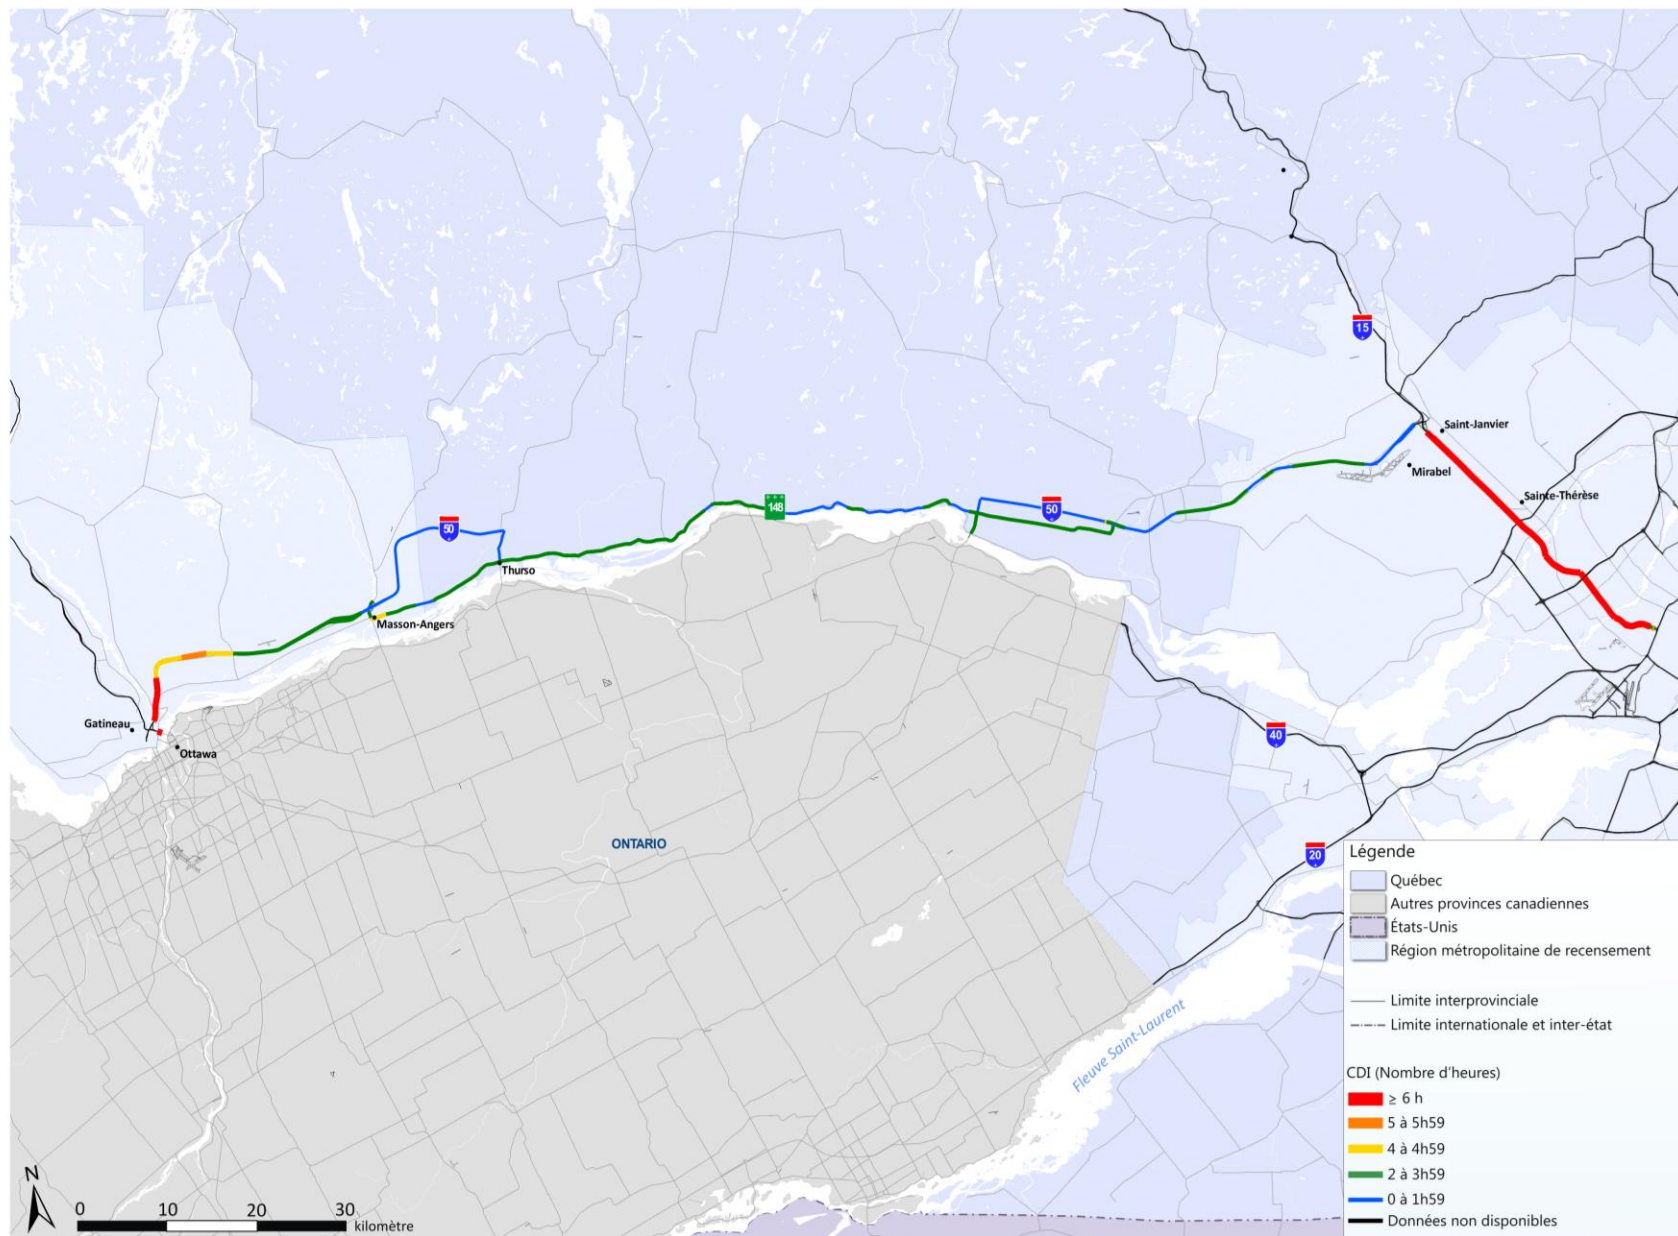 15
Saint-Janvier
Mirabel
Sainte-Thérèse
148
50
50
Thurso
Masson-Angers
Gatineau
Ottawa
40
ONTARIO
20
Fleuve Saint-Laurent
Légende
Québec
Autres provinces canadiennes
États-Unis
Région métropolitaine de recensement
Limite interprovinciale
Limite internationale et inter-état
CDI (Nombre d'heures)
≥ 6 h
5 à 5h59
4 à 4h59
2 à 3h59
0 à 1h59
Données non disponibles
N
0 10 20 30
kilomètre